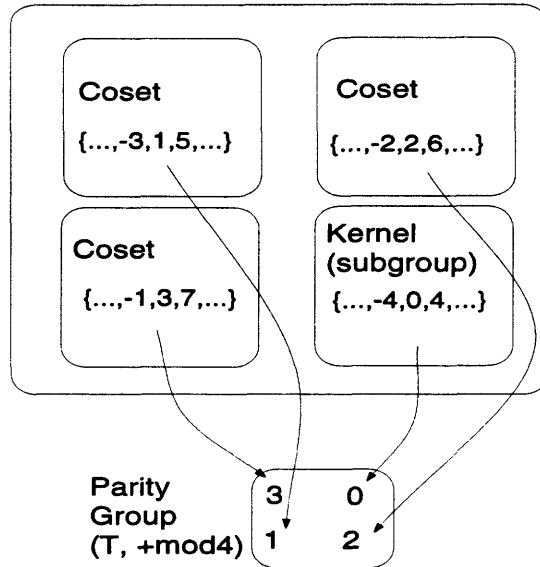 Coset
{...,-3,1,5,...}
Coset
{...,-2,2,6,...}
Coset
{...,-1,3,7,...}
Kernel
(subgroup)
{...,-4,0,4,...}
Parity
Group
(T, +mod4)
3 0
1 2